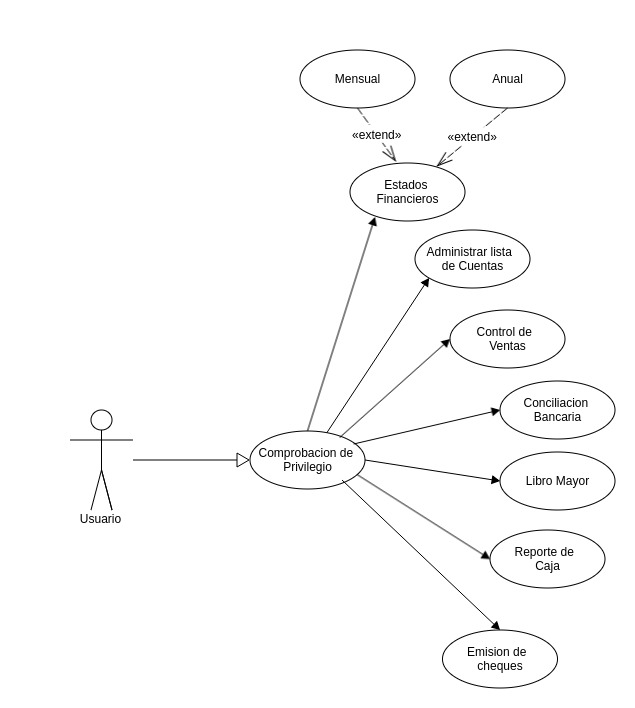 Mensual
Anual
«extend»
«extend»
Estados
Financieros
Administrar lista
de Cuentas
Control de
Ventas
Conciliacion
Bancaria
Comprobacion de
Privilegio
Libro Mayor
Usuario
Reporte de
Caja
Emision de
cheques